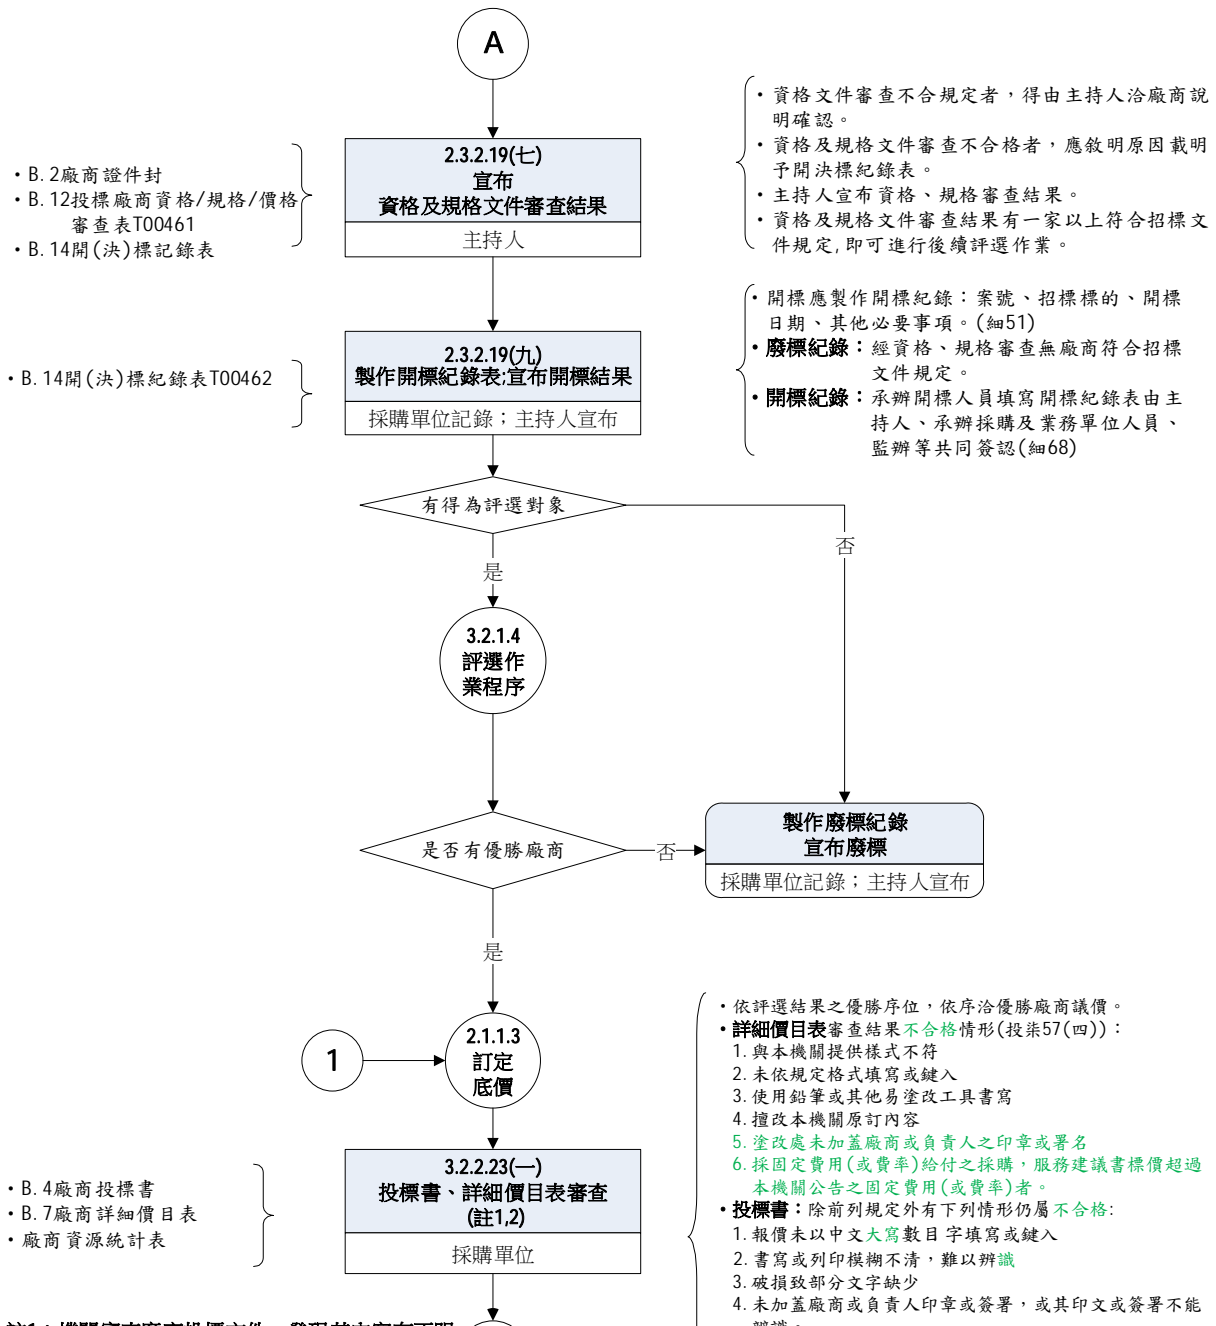 A
・B.2廠商證件封
・B.12投標廠商資格/規格/價格
審查表T00461
・B.14開(決)標記錄表
2.3.2.19(七)
宣布
資格及規格文件審查結果
主持人
・資格文件審查不合規定者，得由主持人洽廠商說
明確認。
・資格及規格文件審查不合格者，應敘明原因載明
予開決標紀錄表。
・主持人宣布資格、規格審查結果。
・資格及規格文件審查結果有一家以上符合招標文
件規定,即可進行後續評選作業。
・B.14開(決)標紀錄表T00462
2.3.2.19(九)
製作開標紀錄表;宣布開標結果
採購單位記錄；主持人宣布
・開標應製作開標紀錄：案號、招標標的、開標
日期、其他必要事項。(細51)
・廢標紀錄：經資格、規格審查無廠商符合招標
文件規定。
・開標紀錄：承辦開標人員填寫開標紀錄表由主
持人、承辦採購及業務單位人員、
監辦等共同簽認(細68)
有得為評選對象
否
是
3.2.1.4
評選作
業程序
是否有優勝廠商
否
製作廢標紀錄
宣布廢標
採購單位記錄；主持人宣布
是
1
2.1.1.3
訂定
底價
・B.4廠商投標書
・B.7廠商詳細價目表
・廠商資源統計表
3.2.2.23(一)
投標書、詳細價目表審查
(註1,2)
採購單位
・依評選結果之優勝序位，依序洽優勝廠商議價。
・詳細價目表審查結果不合格情形(投柒57(四))：
1.與本機關提供樣式不符
2.未依規定格式填寫或鍵入
3.使用鉛筆或其他易塗改工具書寫
4.擅改本機關原訂內容
5.塗改處未加蓋廠商或負責人之印章或署名
6.採固定費用(或費率)給付之採購，服務建議書標價超過
本機關公告之固定費用(或費率)者。
・投標書：除前列規定外有下列情形仍屬不合格:
1.報價未以中文大寫數目字填寫或鍵入
2.書寫或列印模糊不清，難以辨識
3.破損致部分文字缺少
4.未加蓋廠商或負責人印章或簽署，或其印文或簽署不能